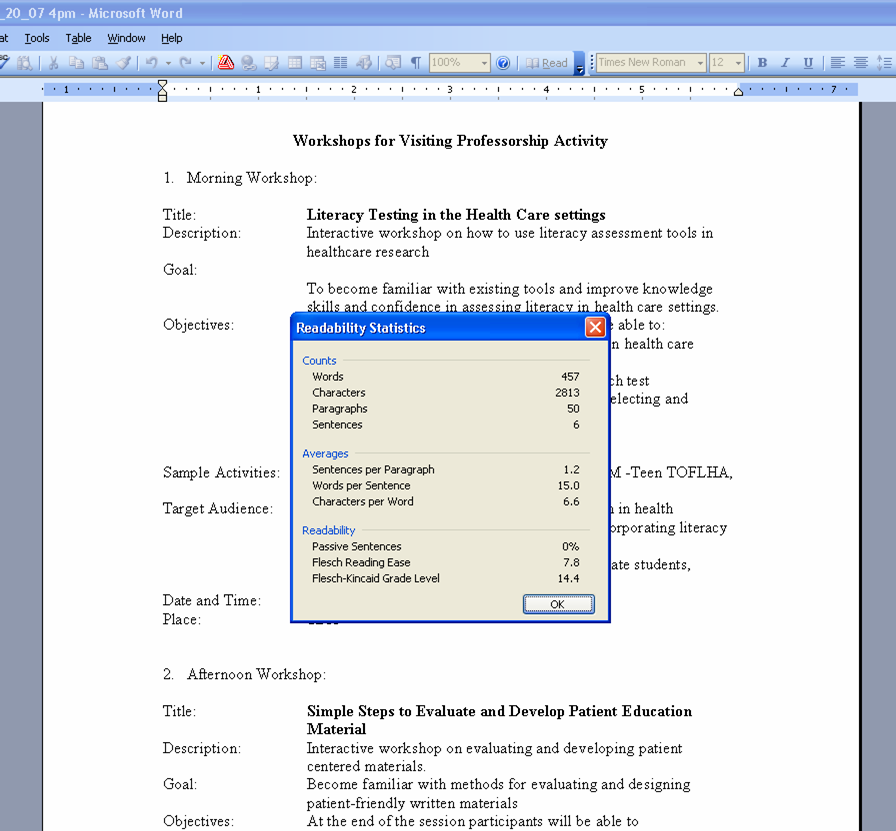 _20_07 4pm - Microsoft Word
at Tools Table Window Help
100% Read Times New Roman 12 B I U
1 1 2 3 4 5 7
Workshops for Visiting Professorship Activity
1. Morning Workshop:
Title: Literacy Testing in the Health Care settings
Description: Interactive workshop on how to use literacy assessment tools in
healthcare research
Goal:
To become familiar with existing tools and improve knowledge
skills and confidence in assessing literacy in health care settings.
Objectives: e able to:
n health care
ch test
electing and
Sample Activities: M -Teen TOFLHA,
Target Audience: n in health
orporating literacy
ate students,
Date and Time:
Place:
Readability Statistics
Counts
Words 457
Characters 2813
Paragraphs 50
Sentences 6
Averages
Sentences per Paragraph 1.2
Words per Sentence 15.0
Characters per Word 6.6
Readability
Passive Sentences 0%
Flesch Reading Ease 7.8
Flesch-Kincaid Grade Level 14.4
OK
2. Afternoon Workshop:
Title: Simple Steps to Evaluate and Develop Patient Education
Material
Description: Interactive workshop on evaluating and developing patient
centered materials.
Goal: Become familiar with methods for evaluating and designing
patient-friendly written materials
Objectives: At the end of the session participants will be able to